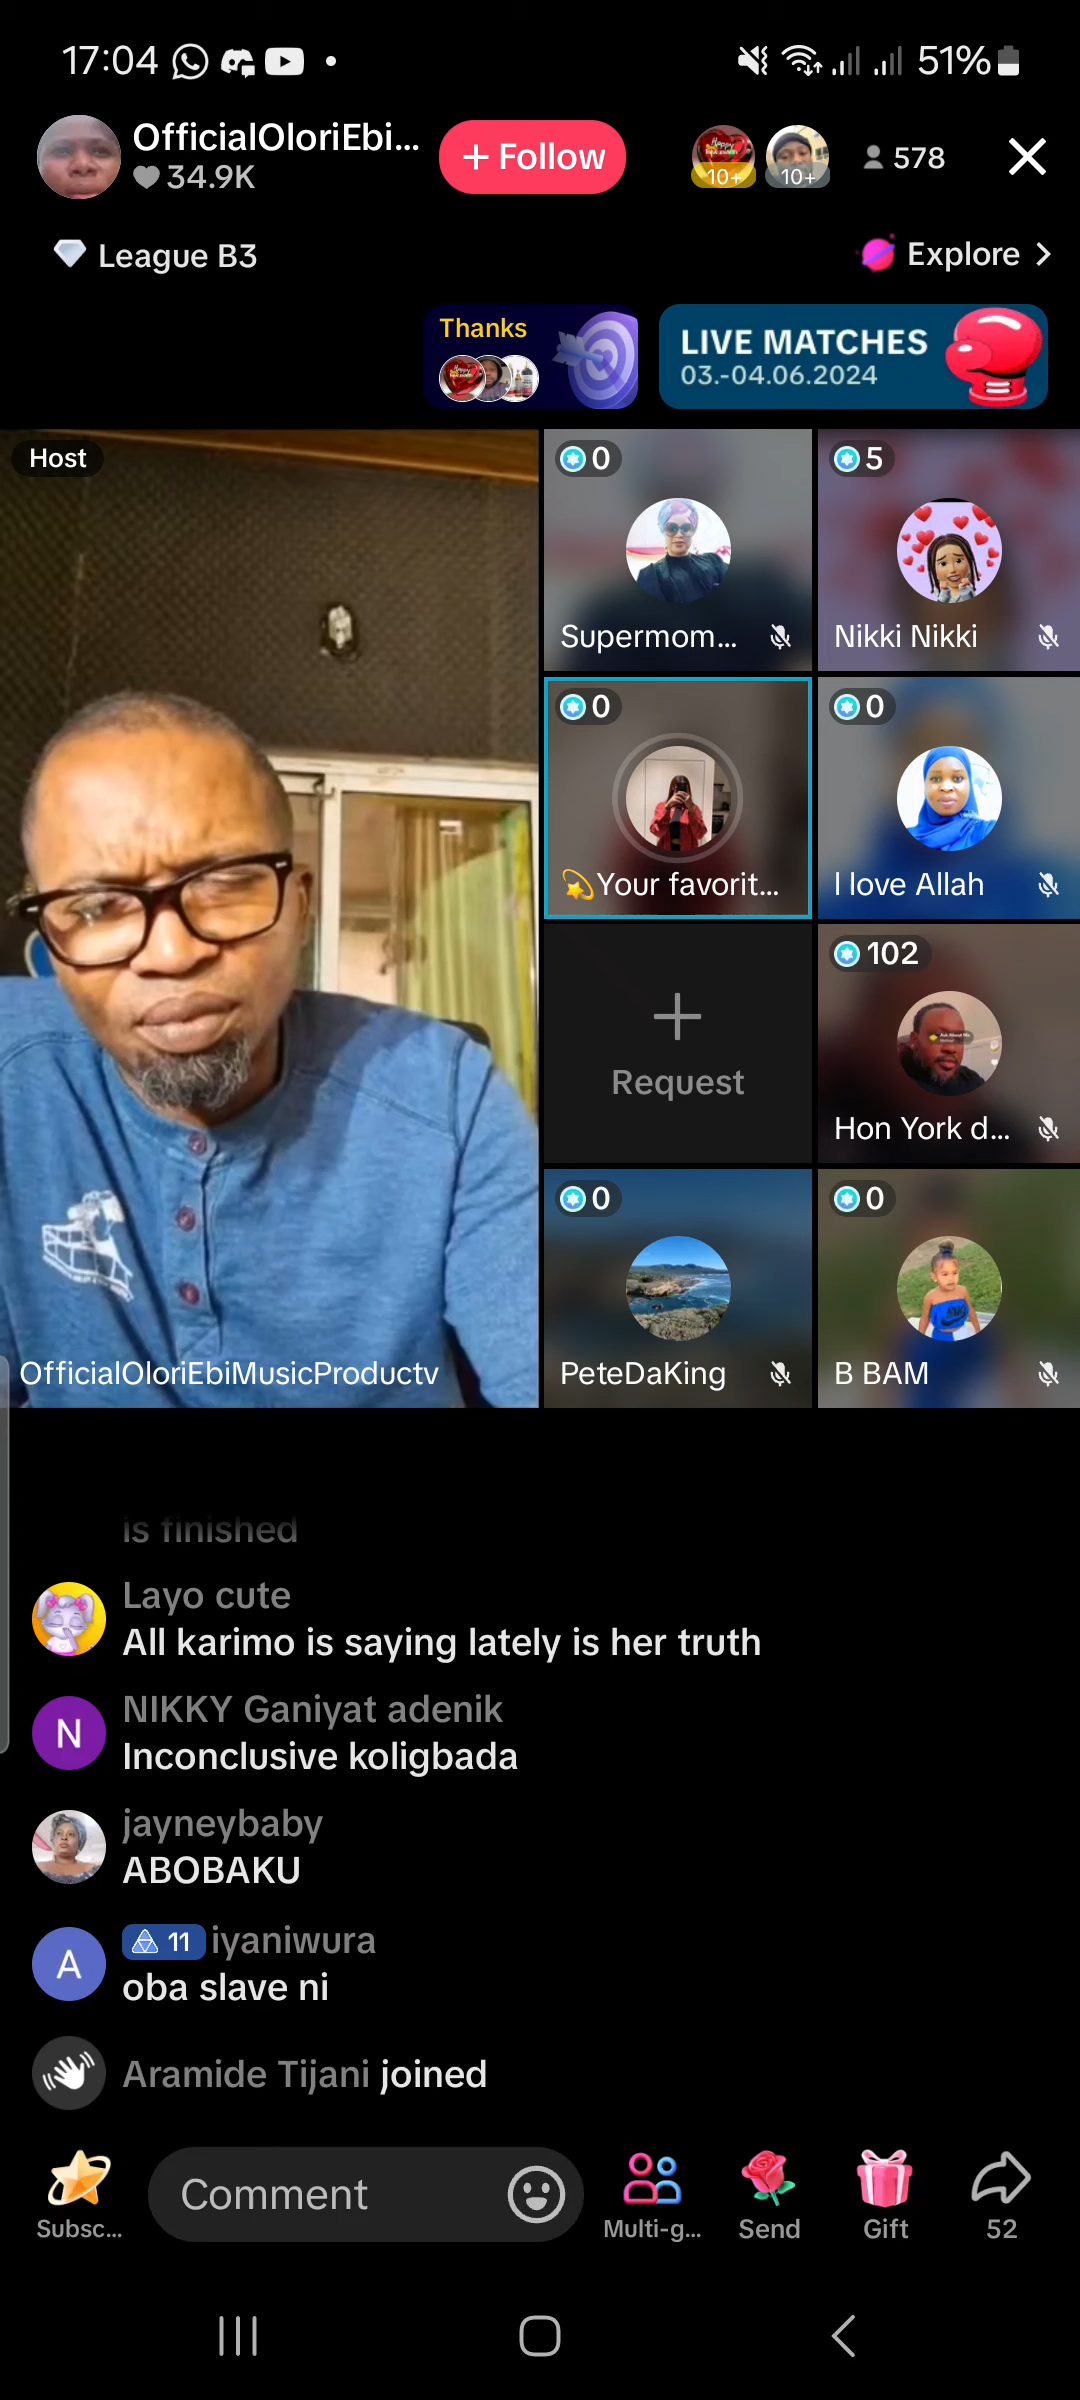 17:04
51%
OfficialOloriEbi...
34.9K
+ Follow
10+
10+
578
League B3
Explore
Thanks
LIVE MATCHES
03.-04.06.2024
Host
0
5
Supermom...
Nikki Nikki
0
0
💫Your favorit...
I love Allah
102
Request
Hon York d...
0
0
OfficialOloriEbiMusicProductv
PeteDaKing
B BAM
is finished
Layo cute
All karimo is saying lately is her truth
N
NIKKY Ganiyat adenik
Inconclusive koligbada
jayneybaby
ABOBAKU
A
11 iyaniwura
oba slave ni
Aramide Tijani joined
Comment
Subsc...
Multi-g...
Send
Gift
52